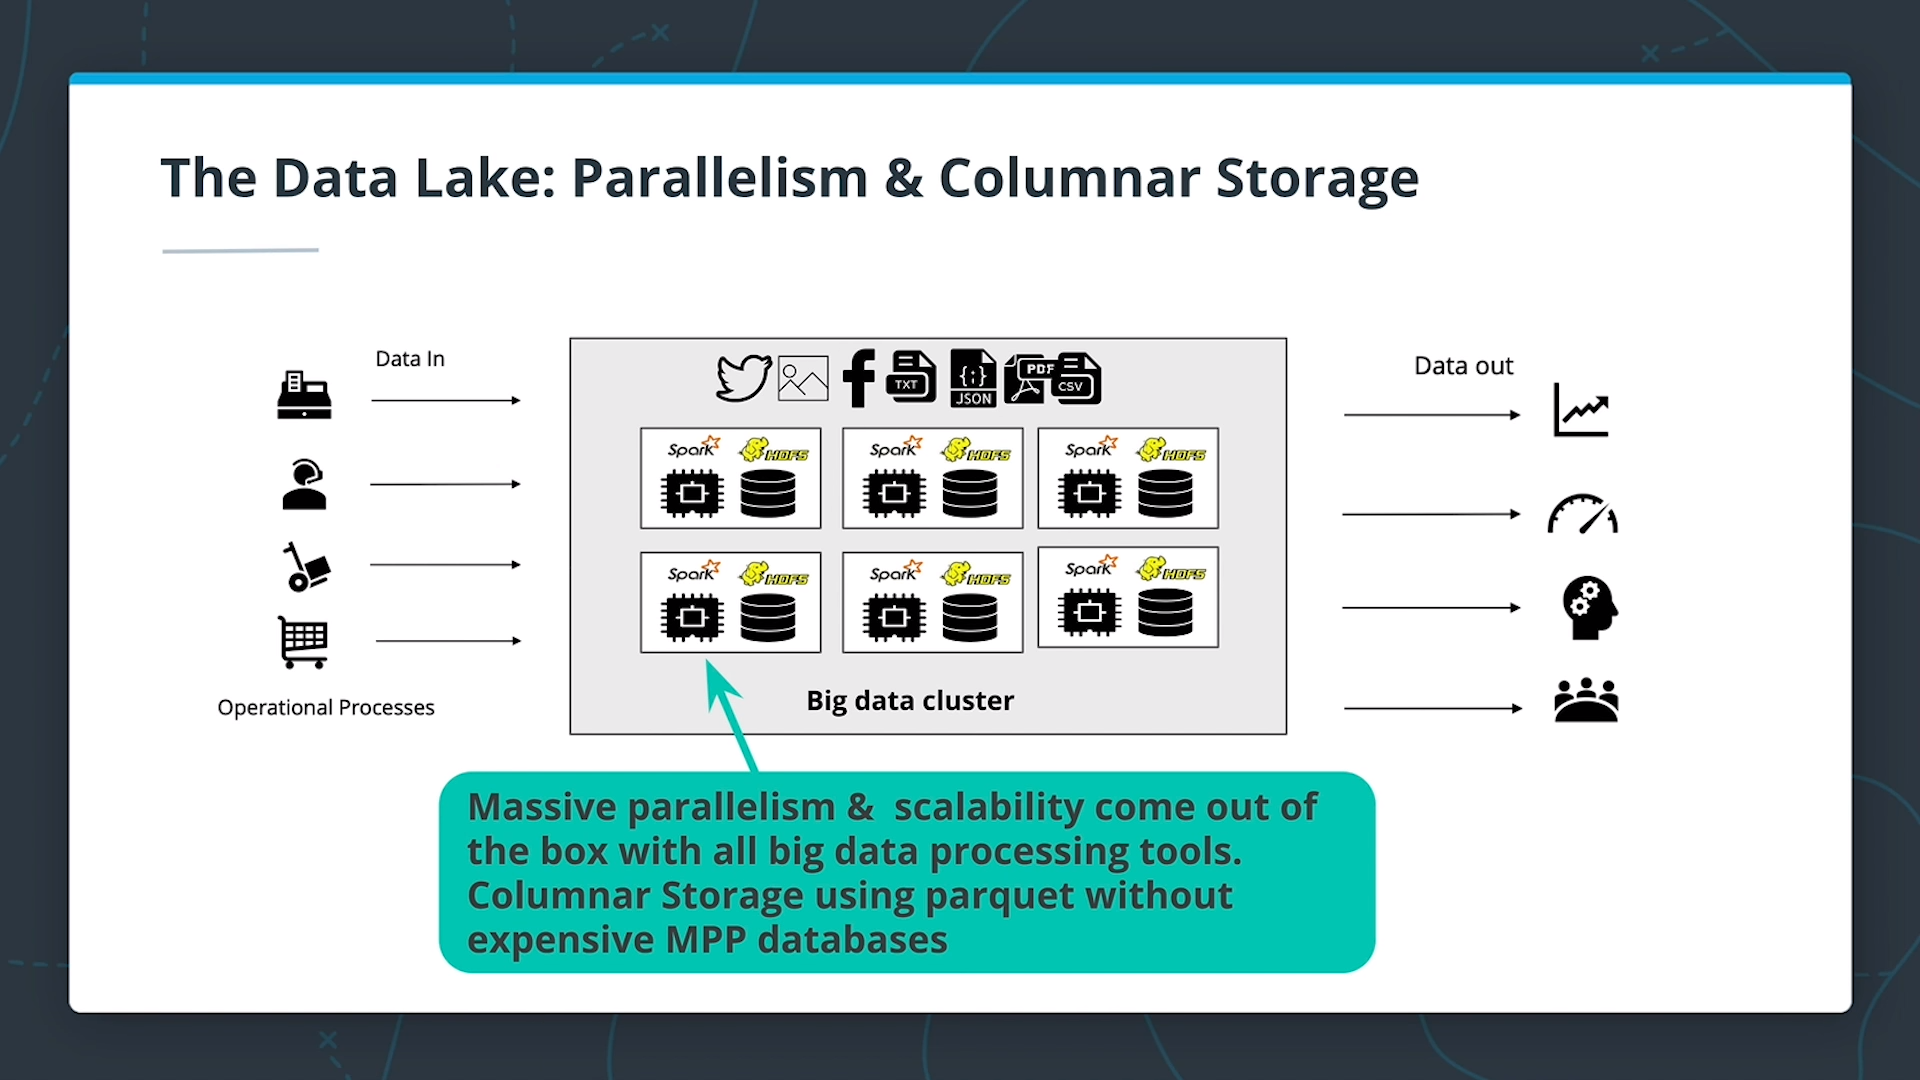 The Data Lake: Parallelism & Columnar Storage
Data In
Data out
TXT
{;}
JSON
PDF
CSV
Spark HDFS
Spark HDFS
Spark HDFS
Spark HDFS
Spark HDFS
Spark HDFS
Operational Processes
Big data cluster
Massive parallelism & scalability come out of
the box with all big data processing tools.
Columnar Storage using parquet without
expensive MPP databases